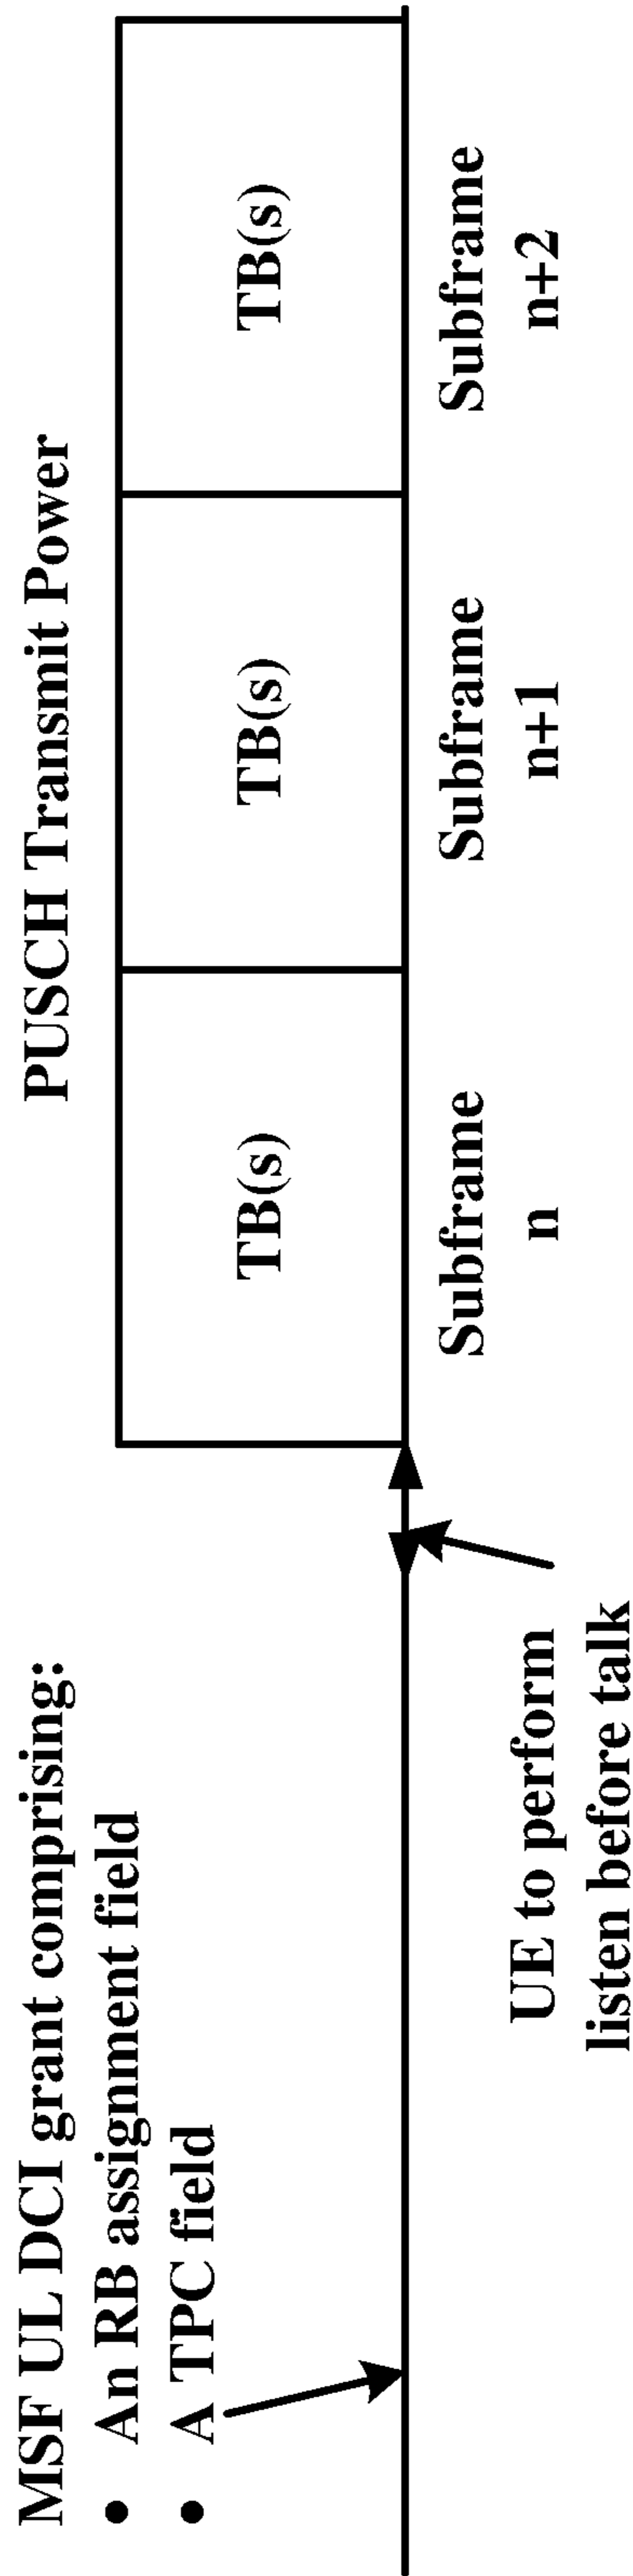 MSF UL DCI grant comprising:
• An RB assignment field
• A TPC field
UE to perform
listen before talk
PUSCH Transmit Power
TB(s)
TB(s)
TB(s)
Subframe
n
Subframe
n+1
Subframe
n+2